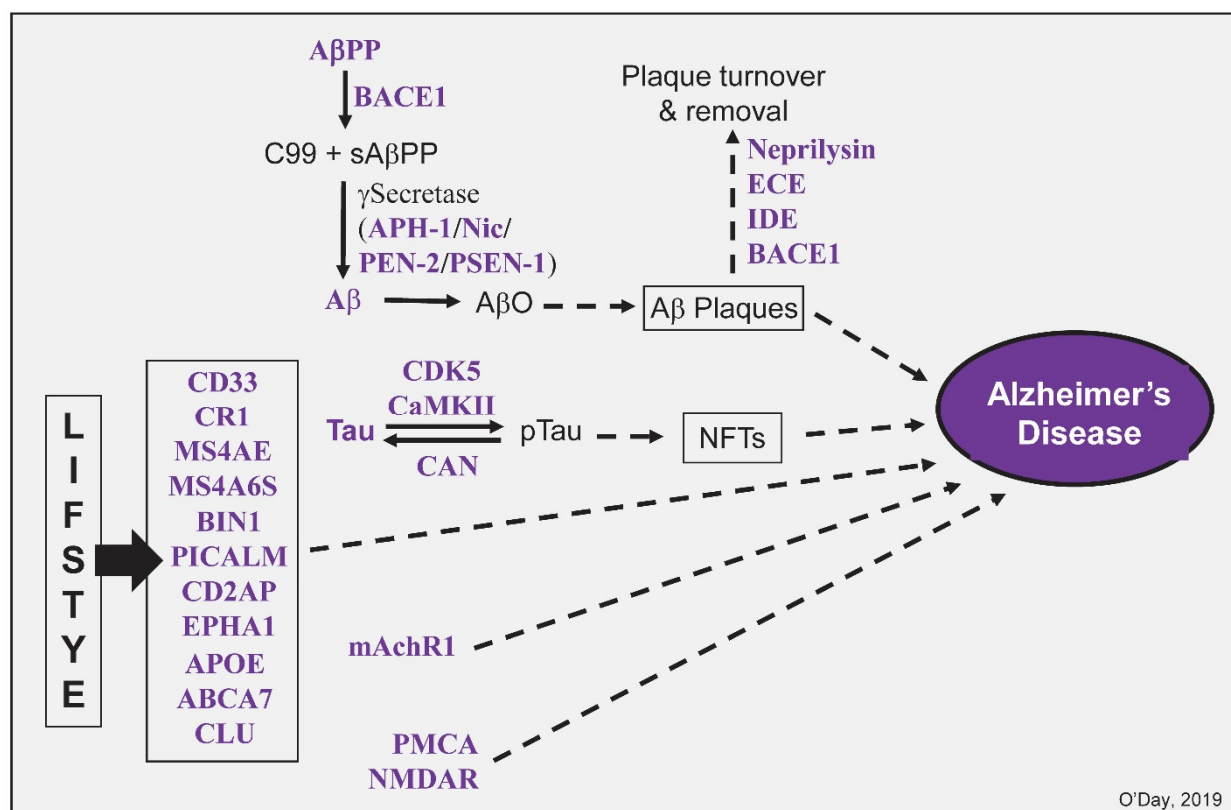 AβPP
BACE1
C99 + sAβPP
γSecretase
(APH-1/Nic/
PEN-2/PSEN-1)
Aβ
AβO
Aβ Plaques
Plaque turnover
& removal
Neprilysin
ECE
IDE
BACE1
Alzheimer's
Disease
L
I
F
S
T
Y
E
CD33
CR1
MS4AE
MS4A6S
BIN1
PICALM
CD2AP
EPHA1
APOE
ABCA7
CLU
Tau
CDK5
CaMKII
CAN
pTau
NFTs
mAchR1
PMCA
NMDAR
O'Day, 2019